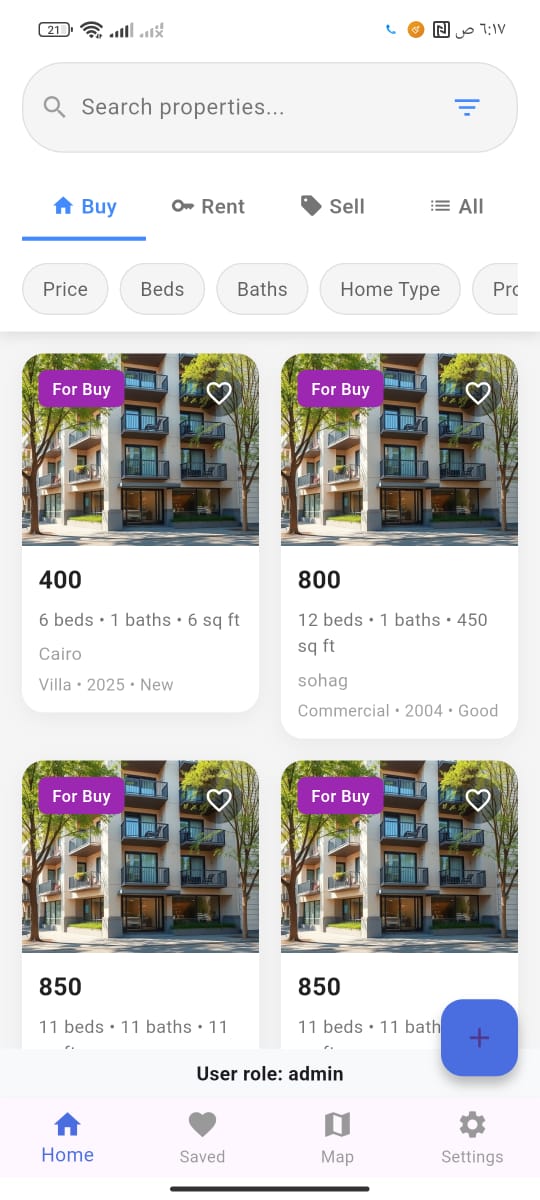 21
٦:١٧ ص
Search properties...
Buy
Rent
Sell
All
Price
Beds
Baths
Home Type
Pro
For Buy
For Buy
400
6 beds • 1 baths • 6 sq ft
Cairo
Villa • 2025 • New
800
12 beds • 1 baths • 450
sq ft
sohag
Commercial • 2004 • Good
For Buy
For Buy
850
11 beds • 11 baths • 11
850
11 beds • 11 bath
User role: admin
Home
Saved
Map
Settings